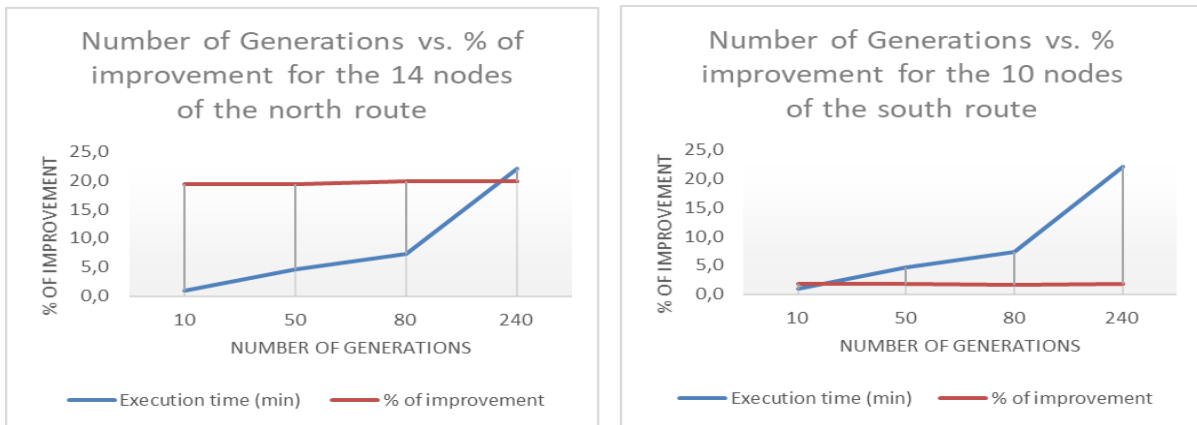 Number of Generations vs. % of
improvement for the 14 nodes
of the north route
% OF IMPROVEMENT
25,0
20,0
15,0
10,0
5,0
0,0
10 50 80 240
NUMBER OF GENERATIONS
Execution time (min) % of improvement
Number of Generations vs. %
improvement for the 10 nodes
of the south route
% OF IMPROVEMENT
25,0
20,0
15,0
10,0
5,0
0,0
10 50 80 240
NUMBER OF GENERATIONS
Execution time (min) % of improvement